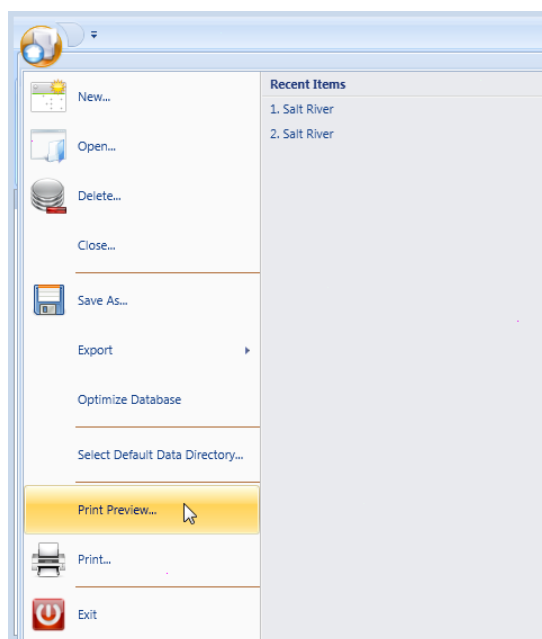 New...
Open...
Delete...
Close...
Save As...
Export
Optimize Database
Select Default Data Directory...
Print Preview...
Print...
Exit
Recent Items
1. Salt River
2. Salt River